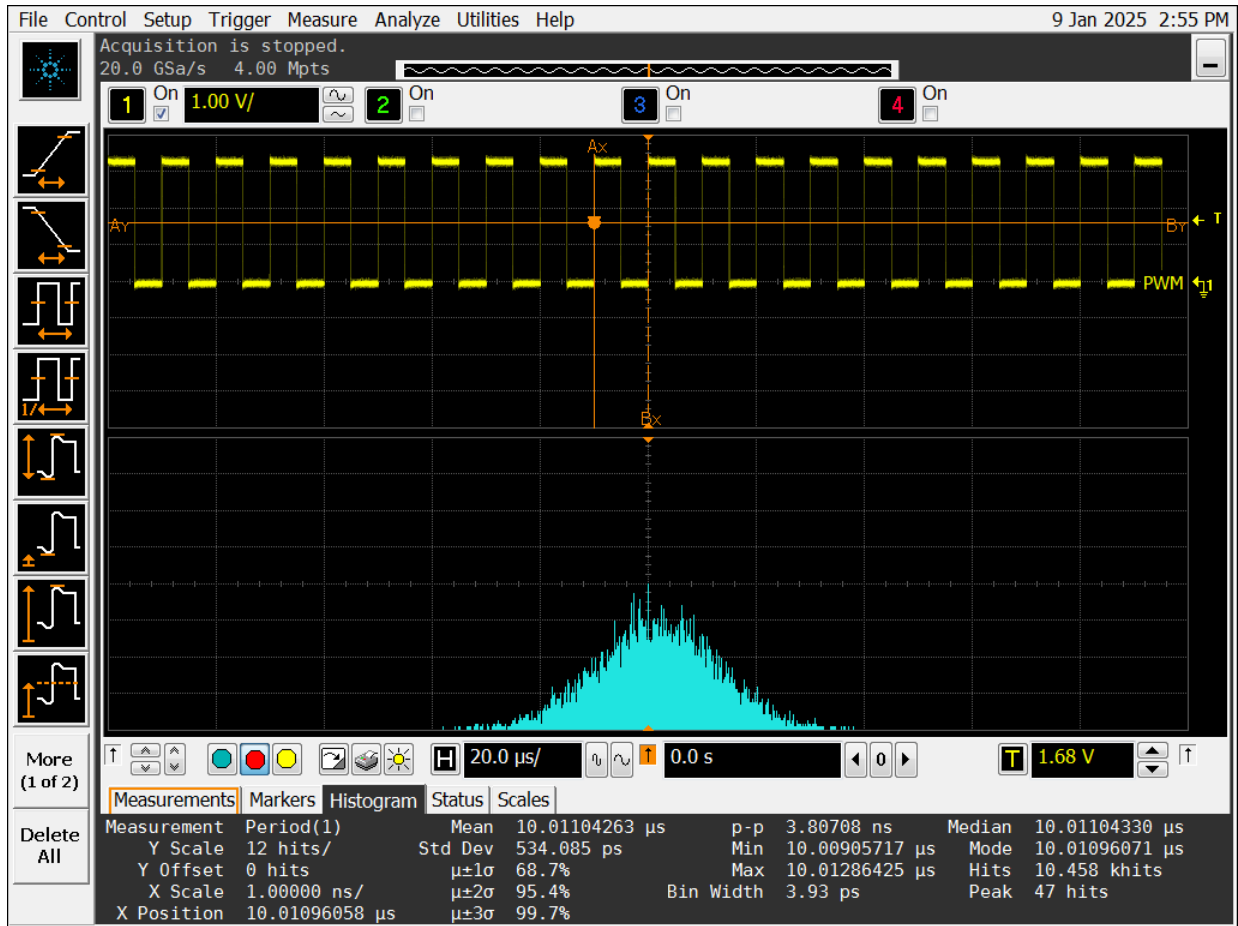 File Control Setup Trigger Measure Analyze Utilities Help 9 Jan 2025 2:55 PM
Acquisition is stopped.
20.0 GSa/s 4.00 Mpts
1 On 1.00 V/ 2 On 3 On 4 On
Ax
Ay By T
PWM 1
1/
Bx
More
(1 of 2)
Delete
All
H 20.0 µs/ 0.0 s 0 T 1.68 V
Measurements Markers Histogram Status Scales
Measurement Period(1) Mean 10.01104263 µs p-p 3.80708 ns Median 10.01104330 µs
Y Scale 12 hits/ Std Dev 534.085 ps Min 10.00905717 µs Mode 10.01096071 µs
Y Offset 0 hits µ±1σ 68.7% Max 10.01286425 µs Hits 10.458 khits
X Scale 1.00000 ns/ µ±2σ 95.4% Bin Width 3.93 ps Peak 47 hits
X Position 10.01096058 µs µ±3σ 99.7%